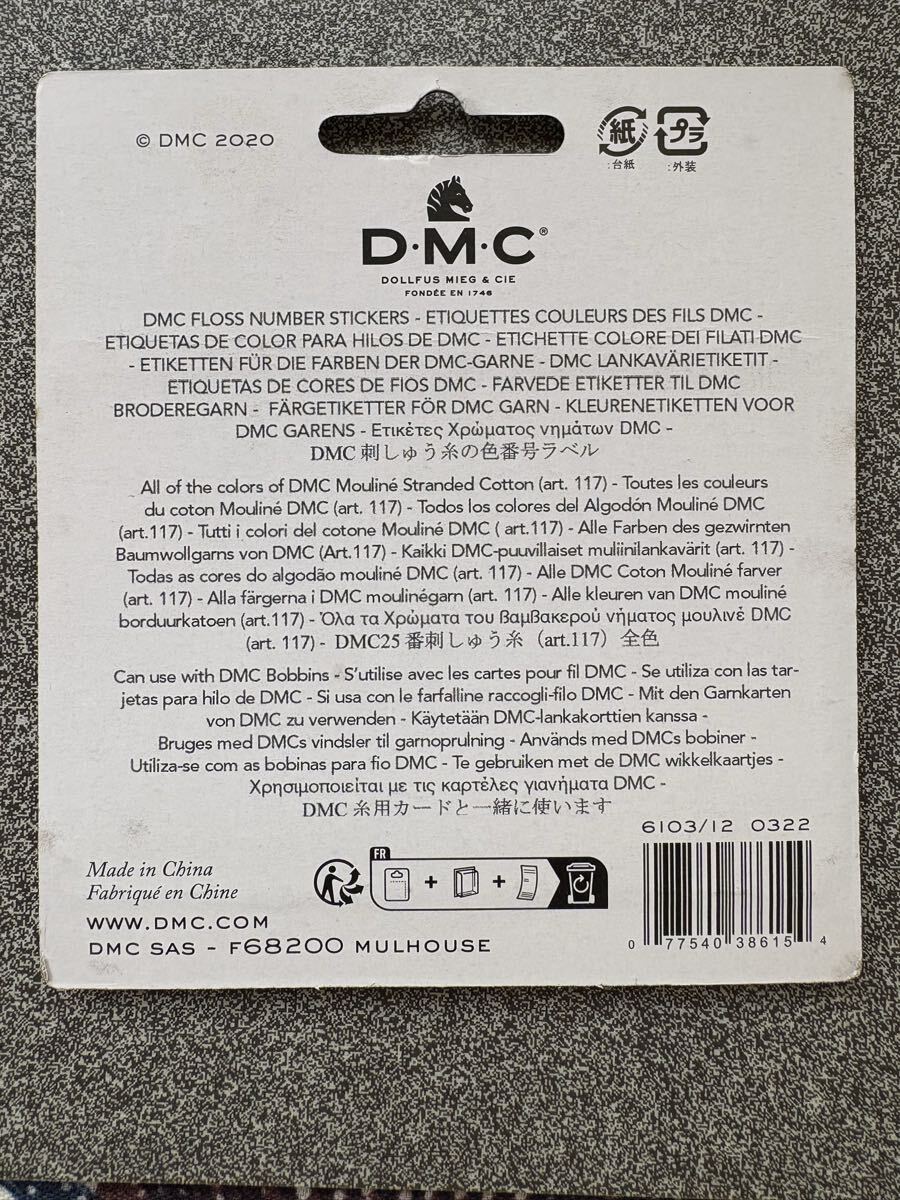 © DMC 2020
紙
プラ
:台紙
:外装
D·M·C®
DOLLFUS MIEG & CIE
FONDÉE EN 1746
DMC FLOSS NUMBER STICKERS - ETIQUETTES COULEURS DES FILS DMC -
ETIQUETAS DE COLOR PARA HILOS DE DMC - ETICHETTE COLORE DEI FILATI DMC
- ETIKETTEN FÜR DIE FARBEN DER DMC-GARNE - DMC LANKAVÄRIETIKETIT -
ETIQUETAS DE CORES DE FIOS DMC - FARVEDE ETIKETTER TIL DMC
BRODEREGARN - FÄRGETIKETTER FÖR DMC GARN - KLEURENETIKETTEN VOOR
DMC GARENS - Ετικέτες Χρώματος νημάτων DMC -
DMC 刺しゅう糸の色番号ラベル
All of the colors of DMC Mouliné Stranded Cotton (art. 117) - Toutes les couleurs
du coton Mouliné DMC (art. 117) - Todos los colores del Algodón Mouliné DMC
(art.117) - Tutti i colori del cotone Mouliné DMC ( art.117) - Alle Farben des gezwirnten
Baumwollgarns von DMC (Art.117) - Kaikki DMC-puuvillaiset muliinilankavärit (art. 117) -
Todas as cores do algodão mouliné DMC (art. 117) - Alle DMC Coton Mouliné farver
(art. 117) - Alla färgerna i DMC moulinégarn (art. 117) - Alle kleuren van DMC mouliné
borduurkatoen (art. 117) - Όλα τα Χρώματα του βαμβακερού νήματος μουλινέ DMC
(art. 117) - DMC25 番刺しゅう糸（art.117）全色
Can use with DMC Bobbins - S'utilise avec les cartes pour fil DMC - Se utiliza con las tar-
jetas para hilo de DMC - Si usa con le farfalline raccogli-filo DMC - Mit den Garnkarten
von DMC zu verwenden - Käytetään DMC-lankakorttien kanssa -
Bruges med DMCs vindsler til garnoprulning - Används med DMCs bobiner -
Utiliza-se com as bobinas para fio DMC - Te gebruiken met de DMC wikkelkaartjes -
Χρησιμοποιείται με τις καρτέλες γιανήματα DMC -
DMC 糸用カードと一緒に使います
6103/12 0322
Made in China
Fabriqué en Chine
WWW.DMC.COM
DMC SAS - F68200 MULHOUSE
FR
+ +
0 77540 38615 4